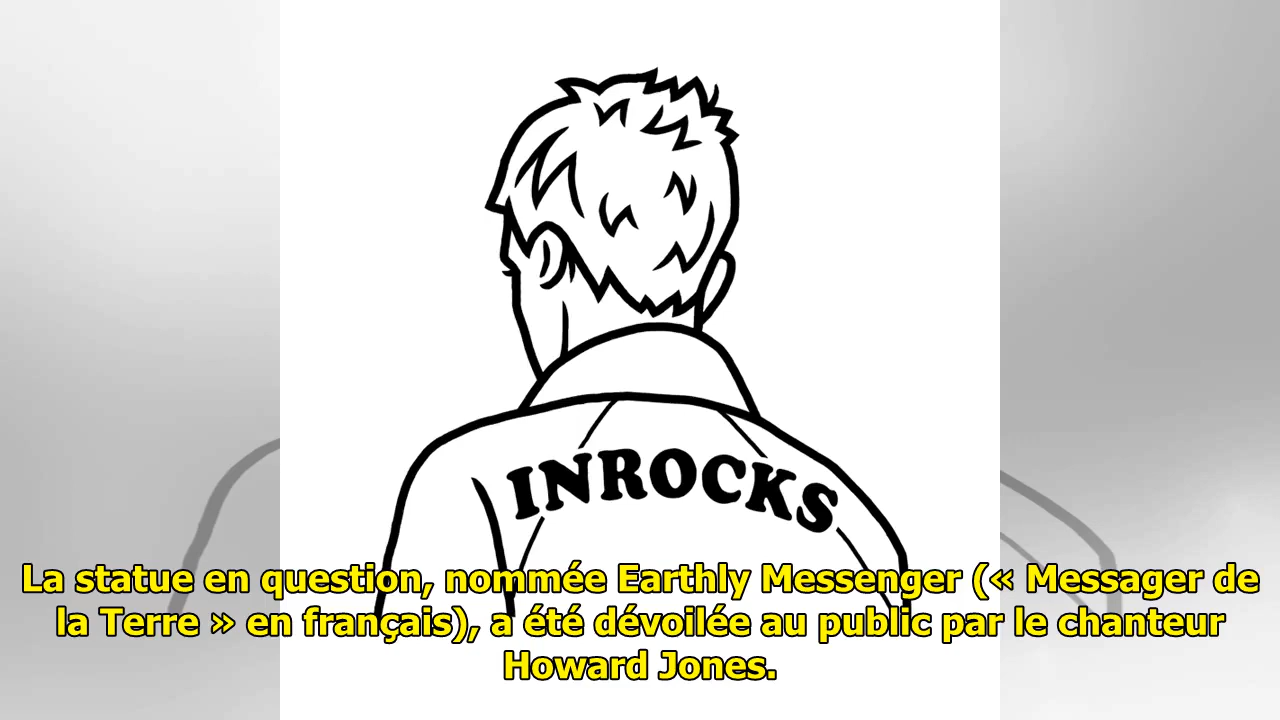 INROCKS
La statue en question, nommée Earthly Messenger (« Messager de
la Terre » en français), a été dévoilée au public par le chanteur
Howard Jones.